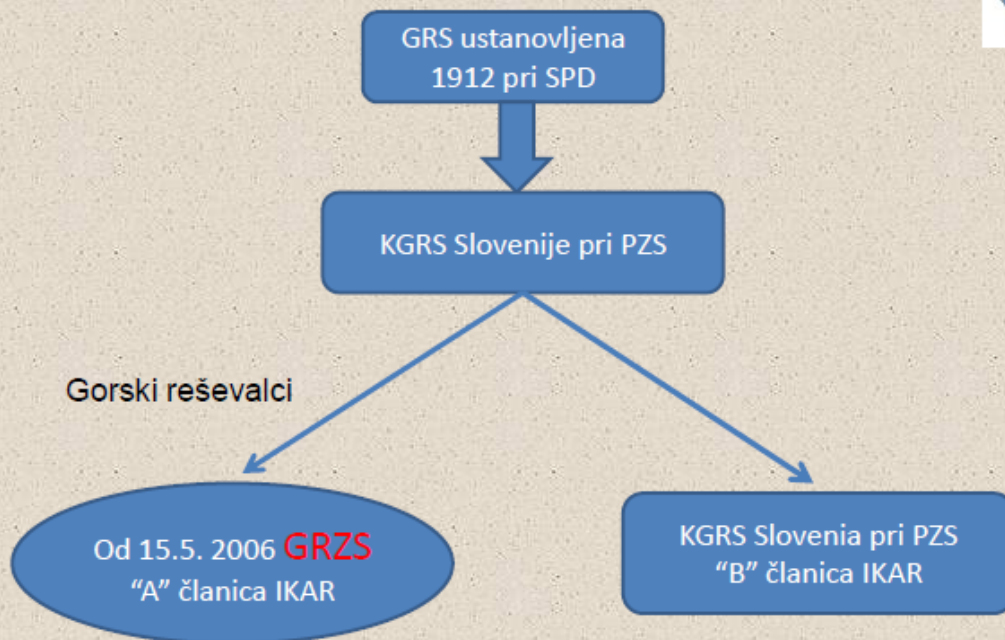 GRS ustanovljena
1912 pri SPD
KGRS Slovenije pri PZS
Gorski reševalci
Od 15.5. 2006 GRZS
“A” članica IKAR
KGRS Slovenia pri PZS
“B” članica IKAR